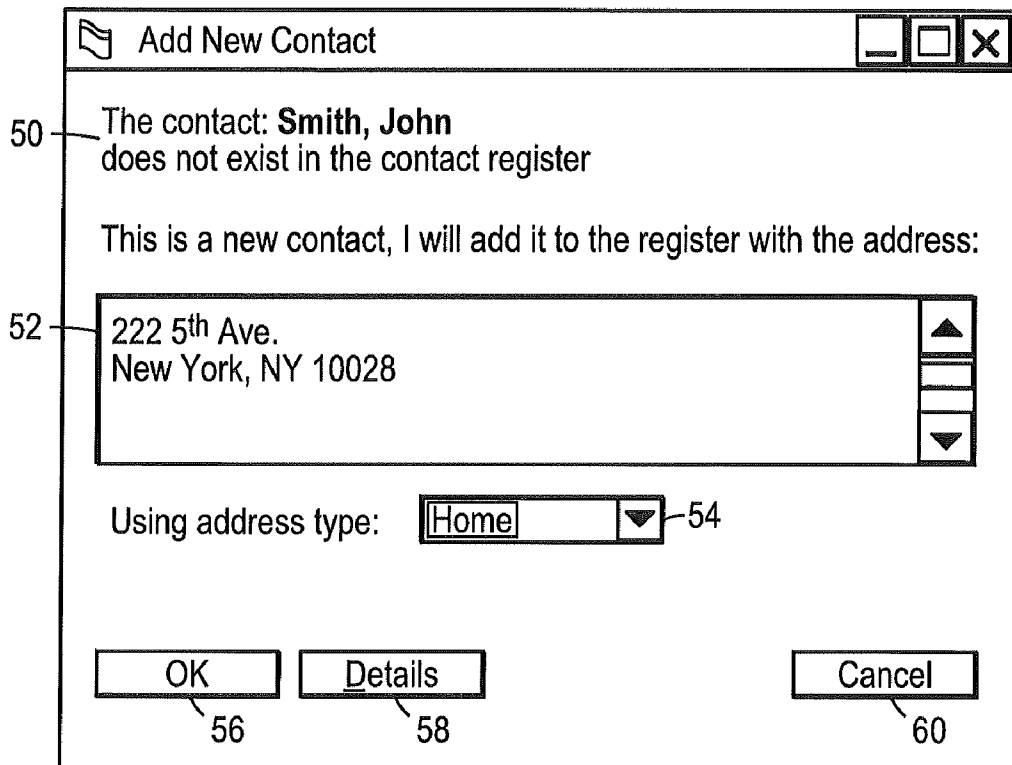 Add New Contact
50
The contact: Smith, John
does not exist in the contact register
This is a new contact, I will add it to the register with the address:
52
222 5th Ave.
New York, NY 10028
Using address type: Home 54
OK Details Cancel
56 58 60